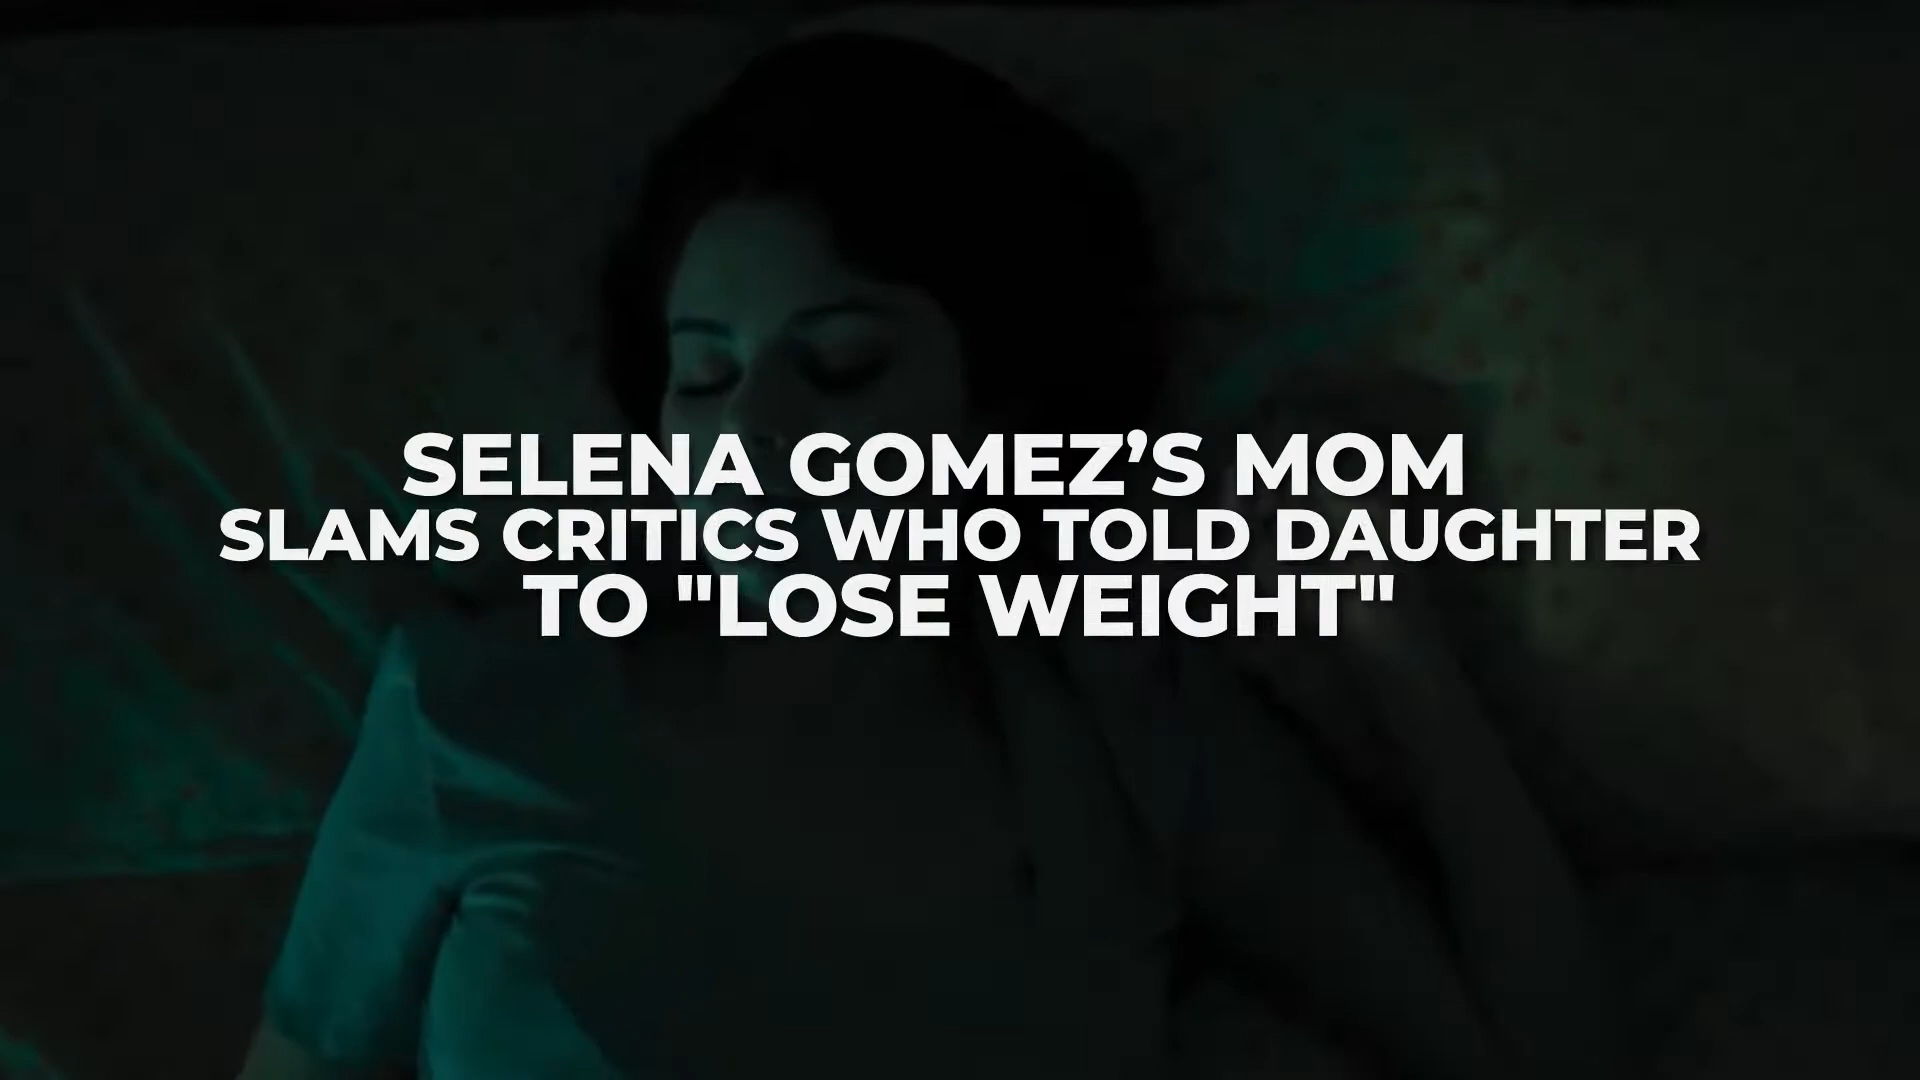 SELENA GOMEZ’S MOM
SLAMS CRITICS WHO TOLD DAUGHTER
TO "LOSE WEIGHT"